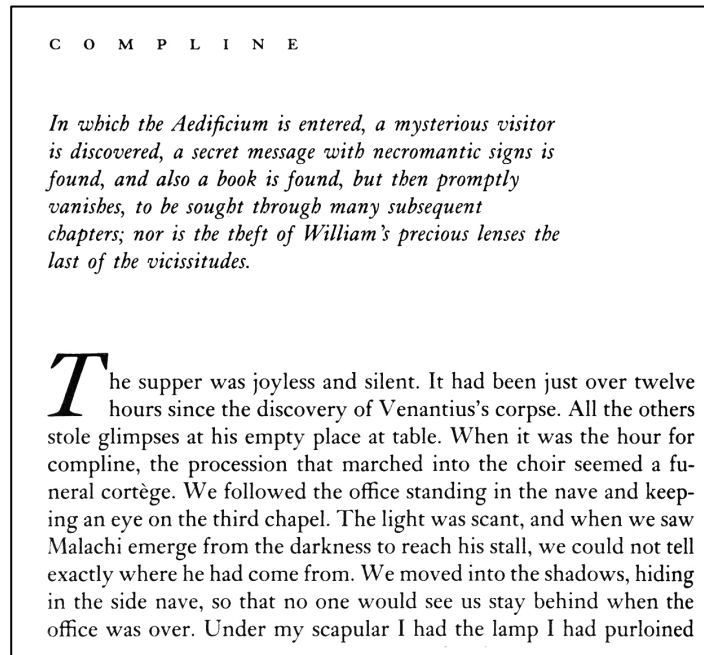 COMPLINE
In which the Aedificium is entered, a mysterious visitor
is discovered, a secret message with necromantic signs is
found, and also a book is found, but then promptly
vanishes, to be sought through many subsequent
chapters; nor is the theft of William's precious lenses the
last of the vicissitudes.
The supper was joyless and silent. It had been just over twelve
hours since the discovery of Venantius's corpse. All the others
stole glimpses at his empty place at table. When it was the hour for
compline, the procession that marched into the choir seemed a fu-
neral cortège. We followed the office standing in the nave and keep-
ing an eye on the third chapel. The light was scant, and when we saw
Malachi emerge from the darkness to reach his stall, we could not tell
exactly where he had come from. We moved into the shadows, hiding
in the side nave, so that no one would see us stay behind when the
office was over. Under my scapular I had the lamp I had purloined